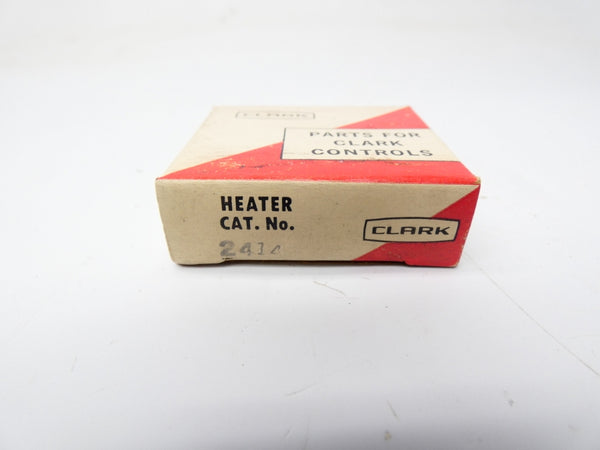 CLARK
PARTS FOR
CLARK
CONTROLS
HEATER
CAT. No.
CLARK